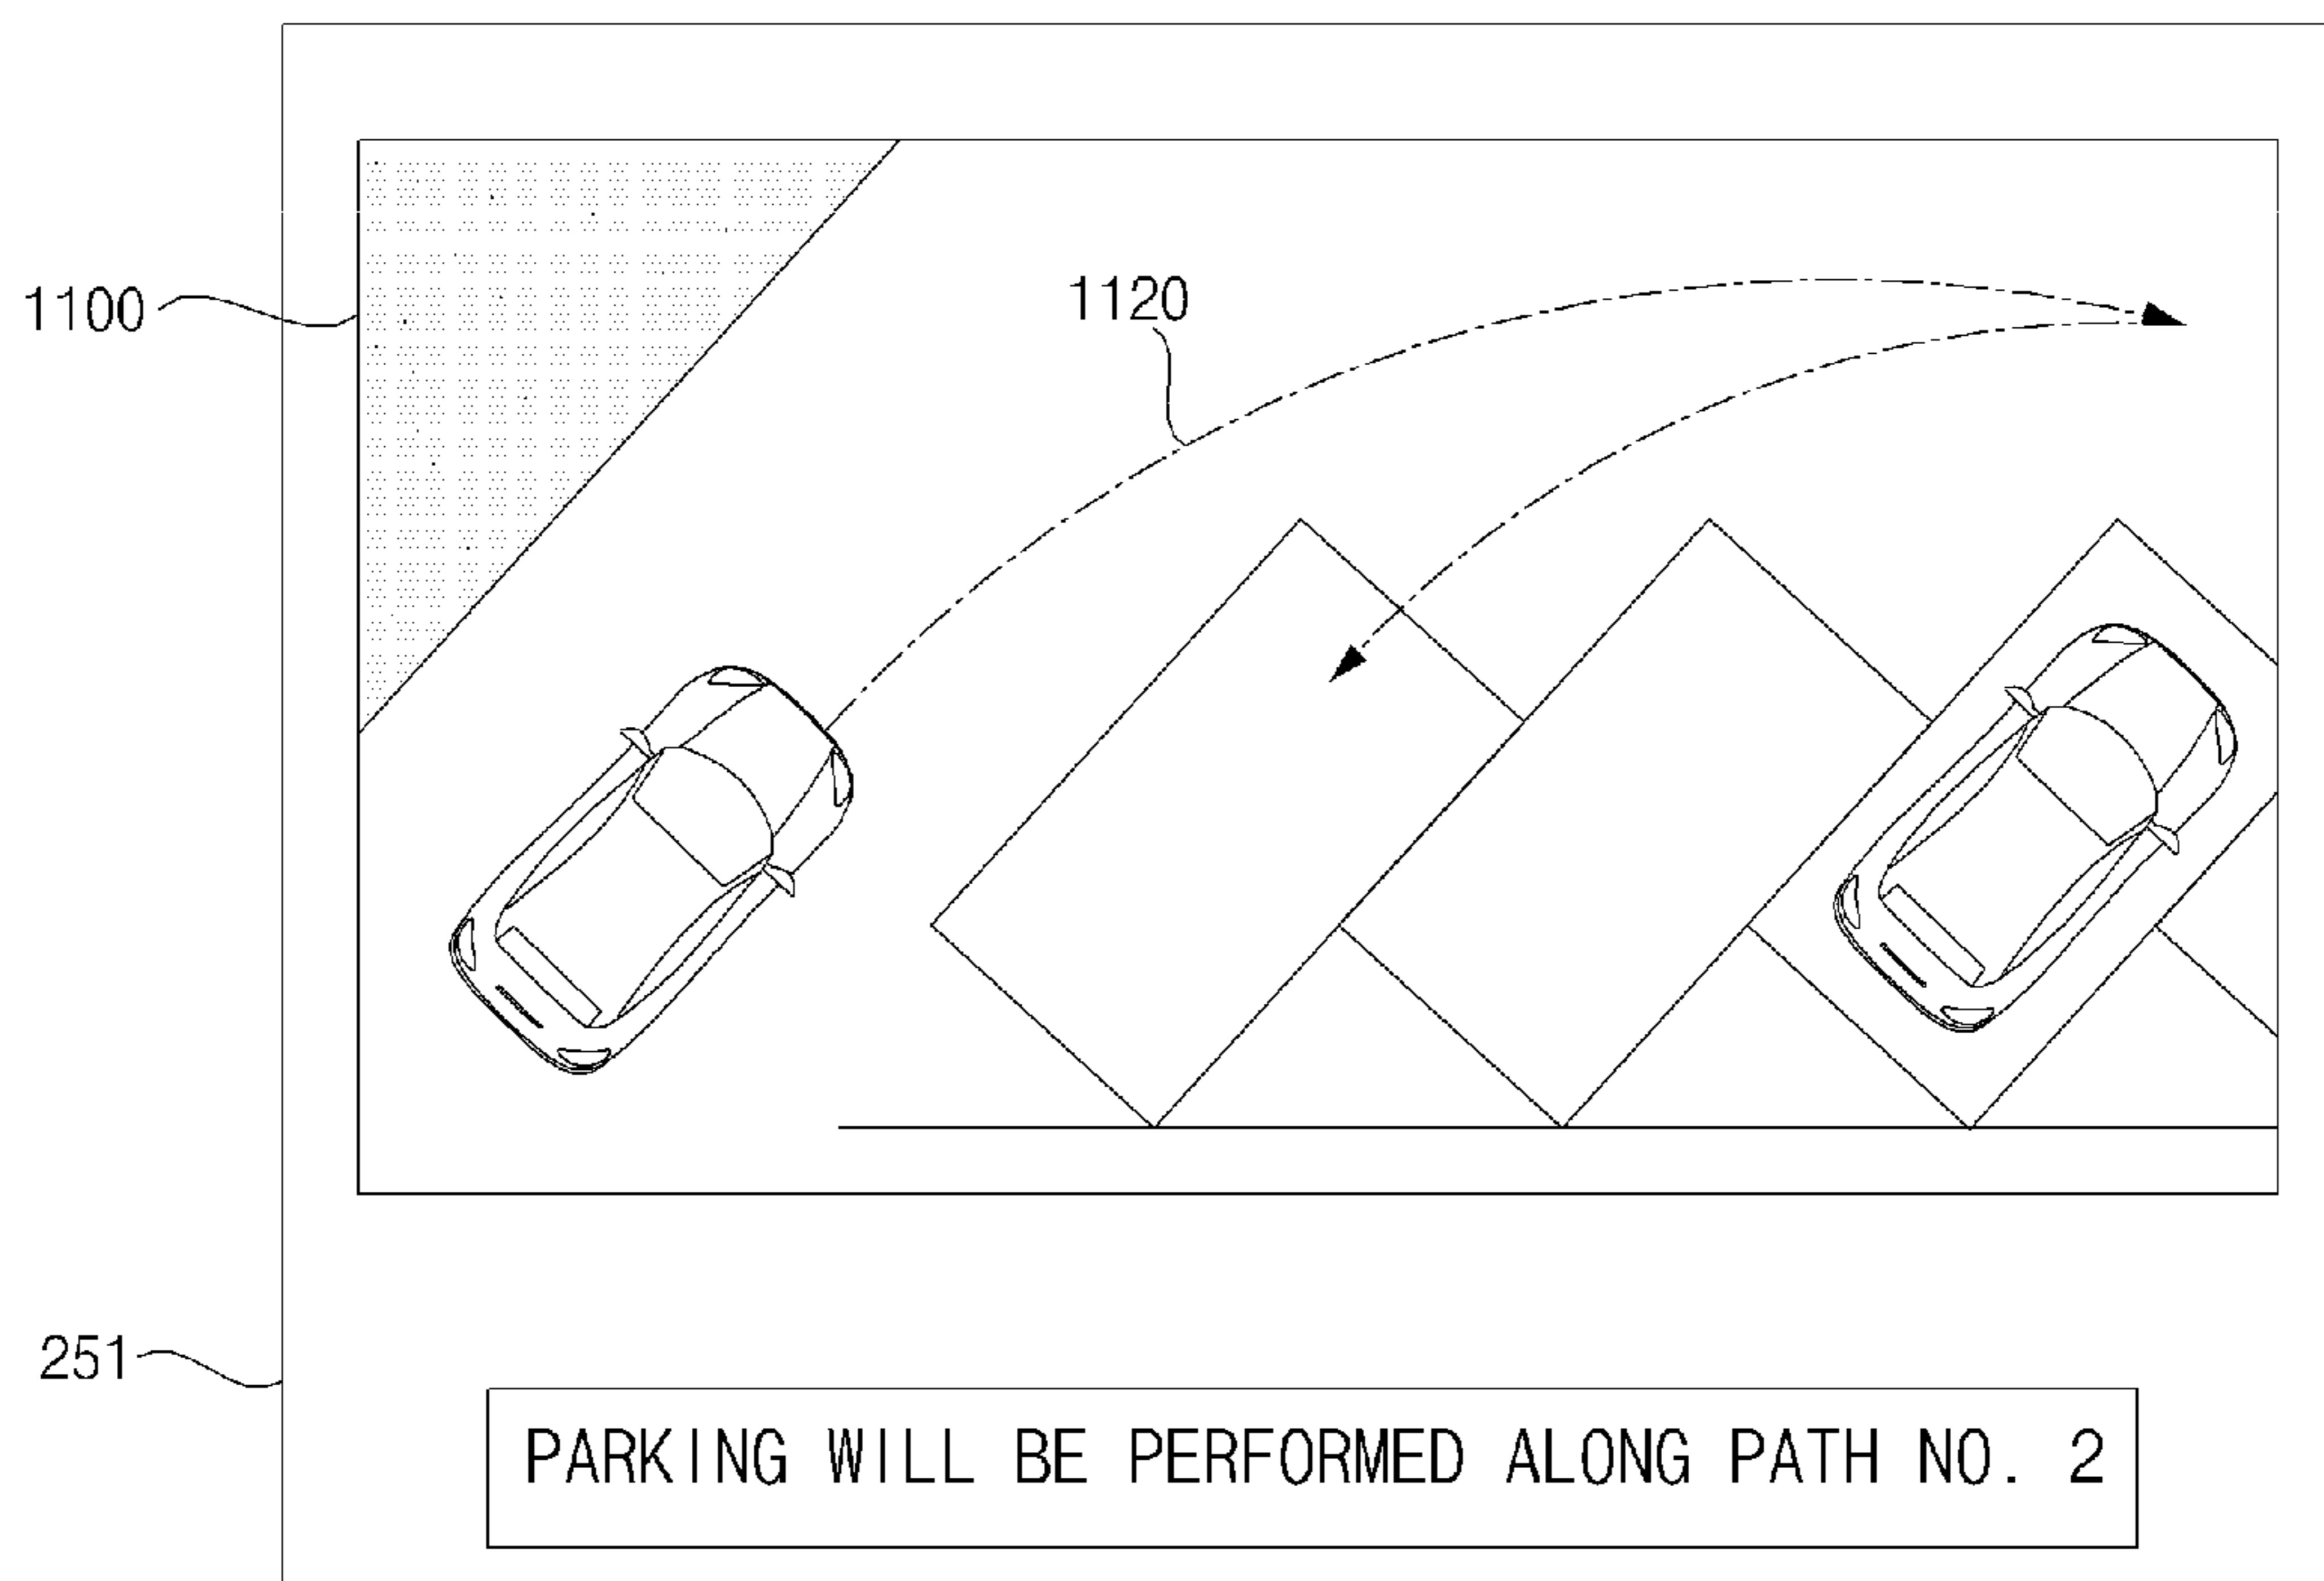 1100
1120
251
PARKING WILL BE PERFORMED ALONG PATH NO. 2